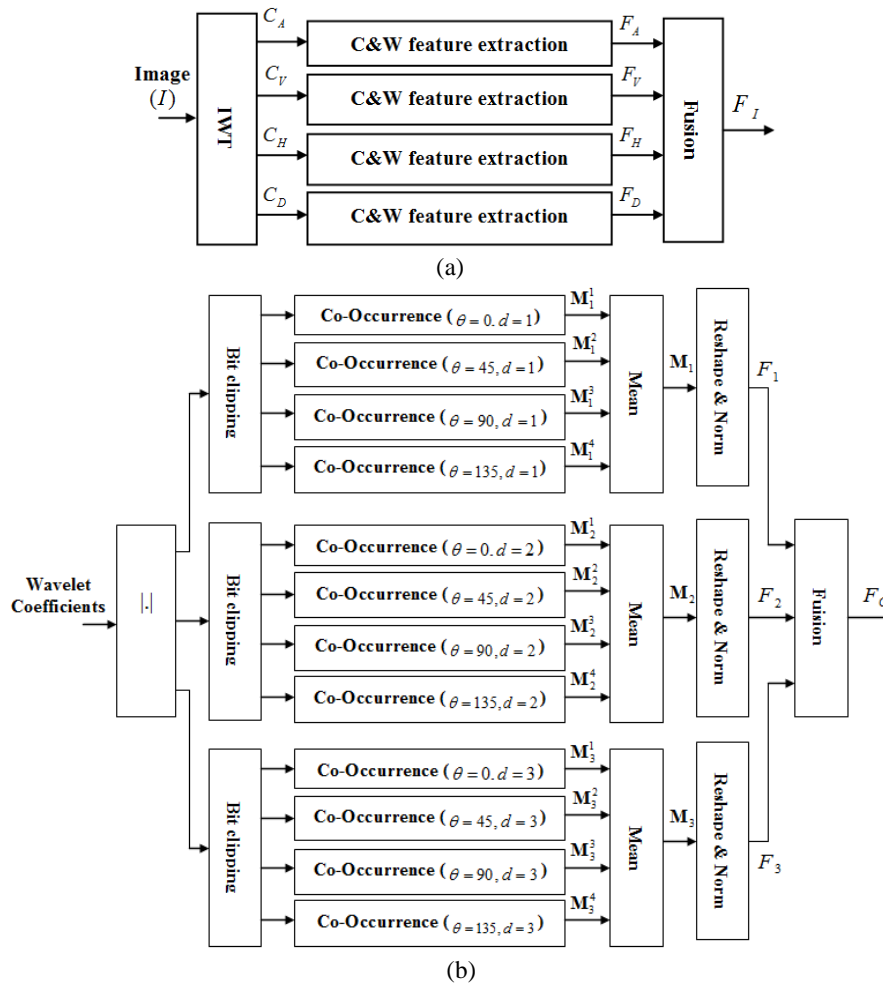 Image
(I)
IWT
C_A
C&W feature extraction
F_A
C_V
C&W feature extraction
F_V
C_H
C&W feature extraction
F_H
C_D
C&W feature extraction
F_D
Fusion
F_I
(a)
Wavelet
Coefficients
|.|
Bit clipping
Co-Occurrence (θ=0. d=1)
M_1^1
Co-Occurrence (θ=45, d=1)
M_1^2
Co-Occurrence (θ=90, d=1)
M_1^3
Co-Occurrence (θ=135, d=1)
M_1^4
Mean
M_1
Reshape & Norm
F_1
Bit clipping
Co-Occurrence (θ=0. d=2)
M_2^1
Co-Occurrence (θ=45, d=2)
M_2^2
Co-Occurrence (θ=90, d=2)
M_2^3
Co-Occurrence (θ=135, d=2)
M_2^4
Mean
M_2
Reshape & Norm
F_2
Bit clipping
Co-Occurrence (θ=0. d=3)
M_3^1
Co-Occurrence (θ=45, d=3)
M_3^2
Co-Occurrence (θ=90, d=3)
M_3^3
Co-Occurrence (θ=135, d=3)
M_3^4
Mean
M_3
Reshape & Norm
F_3
Fuision
(b)